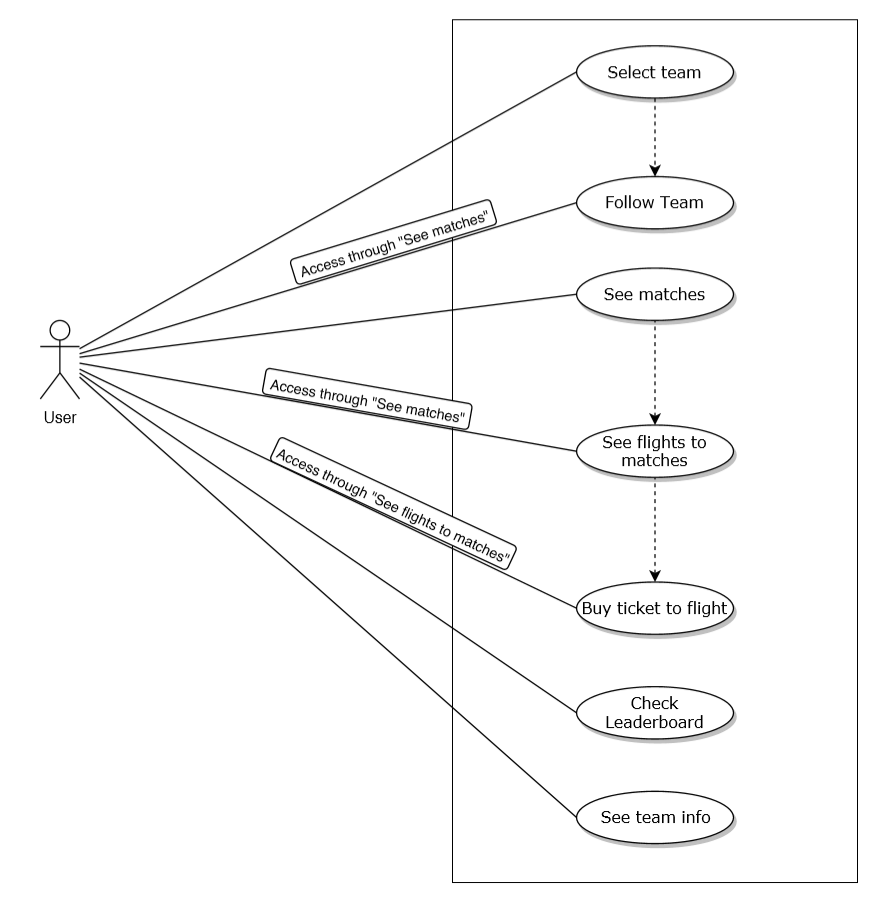 Select team
Access through "See matches"
Follow Team
See matches
User
Access through "See matches"
See flights to
matches
Access through "See flights to matches"
Buy ticket to flight
Check
Leaderboard
See team info